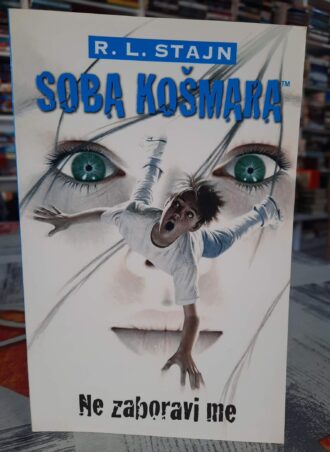 R. L. STAJN
SOBA KOŠMARA™
Ne zaboravi me